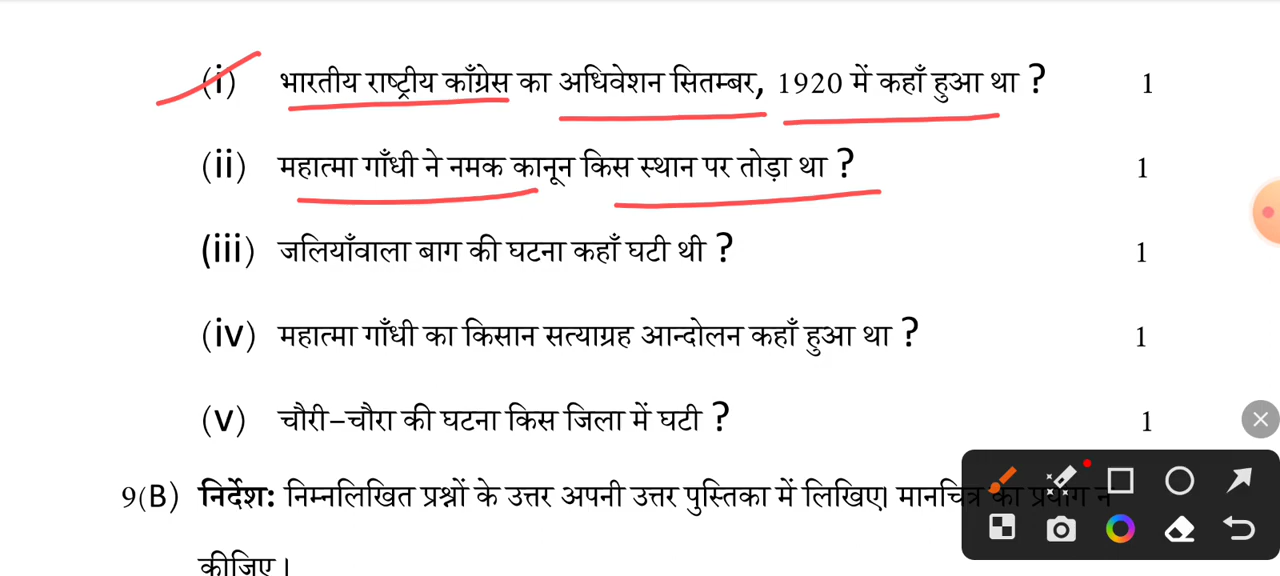 (i) भारतीय राष्ट्रीय काँग्रेस का अधिवेशन सितम्बर, 1920 में कहाँ हुआ था ? 1
(ii) महात्मा गाँधी ने नमक कानून किस स्थान पर तोड़ा था ? 1
(iii) जलियाँवाला बाग की घटना कहाँ घटी थी ? 1
(iv) महात्मा गाँधी का किसान सत्याग्रह आन्दोलन कहाँ हुआ था ? 1
(v) चौरी–चौरा की घटना किस जिला में घटी ? 1
9(B) निर्देश: निम्नलिखित प्रश्नों के उत्तर अपनी उत्तर पुस्तिका में लिखिए। मानचित्र का प्रयोग न
कीजिए।